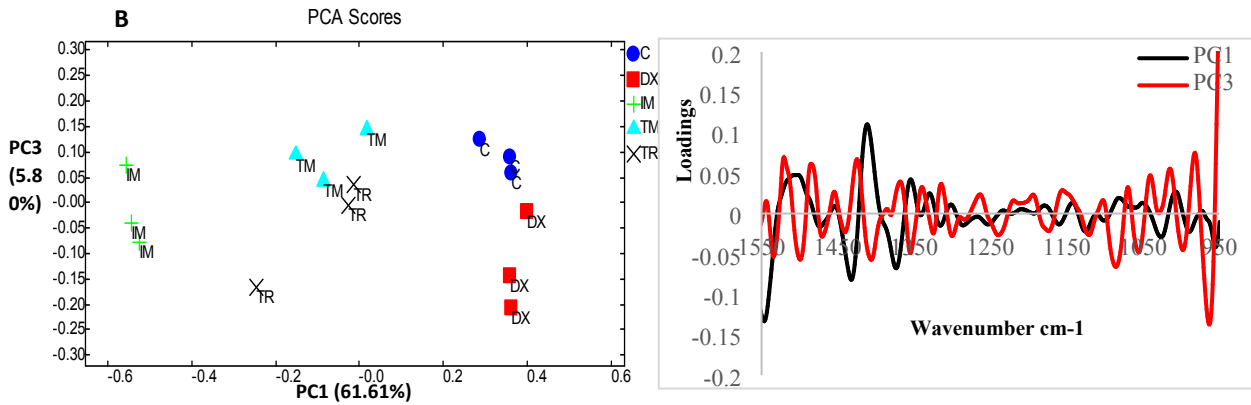 B
PCA Scores
0.30
0.25
0.20
0.15
0.10
0.05
-0.00
-0.05
-0.10
-0.15
-0.20
-0.25
-0.30
PC3
(5.8
0%)
-0.6
-0.4
-0.2
-0.0
0.2
0.4
0.6
PC1 (61.61%)
IM
IM
IM
TM
TM
TM
TR
TR
TR
C
C
C
DX
DX
DX
C
DX
IM
TM
TR
0.2
0.15
0.1
0.05
0
-0.05
-0.1
-0.15
-0.2
Loadings
PC1
PC3
1550
1450
1350
1250
1150
1050
950
Wavenumber cm-1